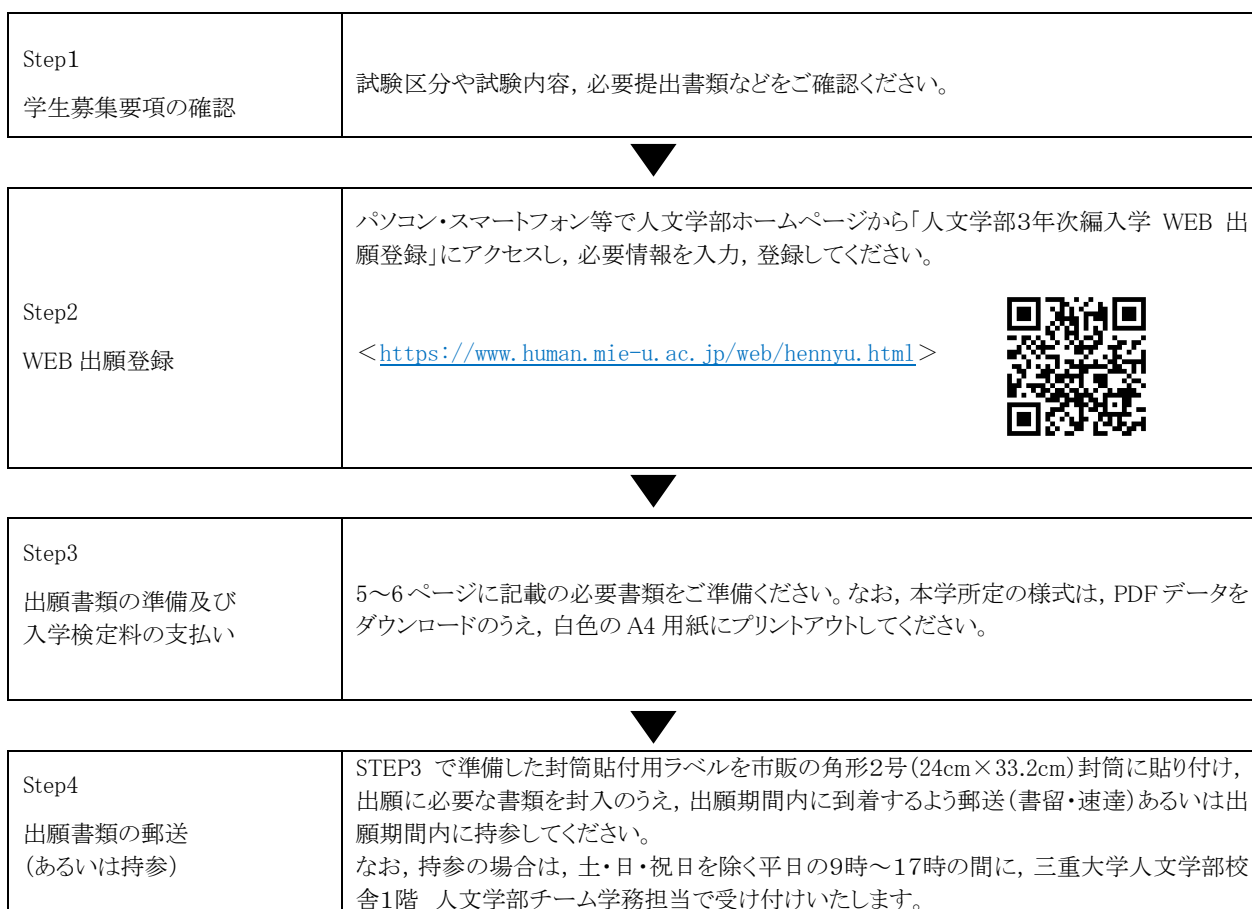 Step1
学生募集要項の確認
試験区分や試験内容，必要提出書類などをご確認ください。
Step2
WEB 出願登録
パソコン・スマートフォン等で人文学部ホームページから「人文学部3年次編入学 WEB 出
願登録」にアクセスし，必要情報を入力，登録してください。
＜https://www.human.mie-u.ac.jp/web/hennyu.html＞
Step3
出願書類の準備及び
入学検定料の支払い
5～6 ページに記載の必要書類をご準備ください。なお，本学所定の様式は，PDF データを
ダウンロードのうえ，白色の A4 用紙にプリントアウトしてください。
Step4
出願書類の郵送
(あるいは持参)
STEP3 で準備した封筒貼付用ラベルを市販の角形2号(24cm×33.2cm)封筒に貼り付け，
出願に必要な書類を封入のうえ，出願期間内に到着するよう郵送(書留・速達)あるいは出
願期間内に持参してください。
なお，持参の場合は，土・日・祝日を除く平日の9時～17時の間に，三重大学人文学部校
舎1階 人文学部チーム学務担当で受け付けいたします。